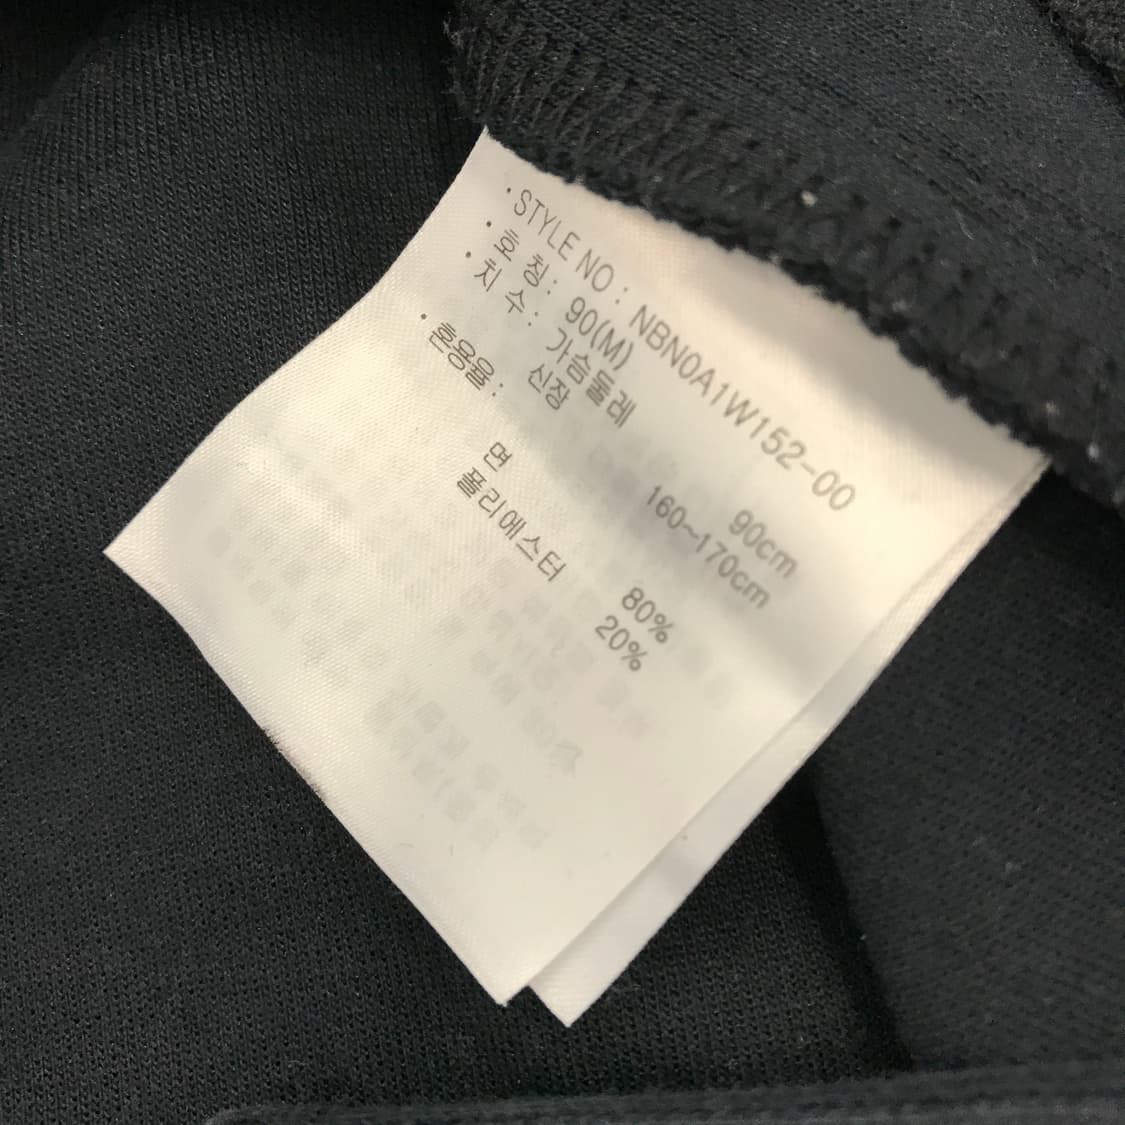 · STYLE NO : NBN0A1W152-00
· 호 칭 : 90(M)
· 치 수 : 가슴둘레 90cm
신장 160~170cm
· 혼용율 :
면 80%
폴리에스터 20%